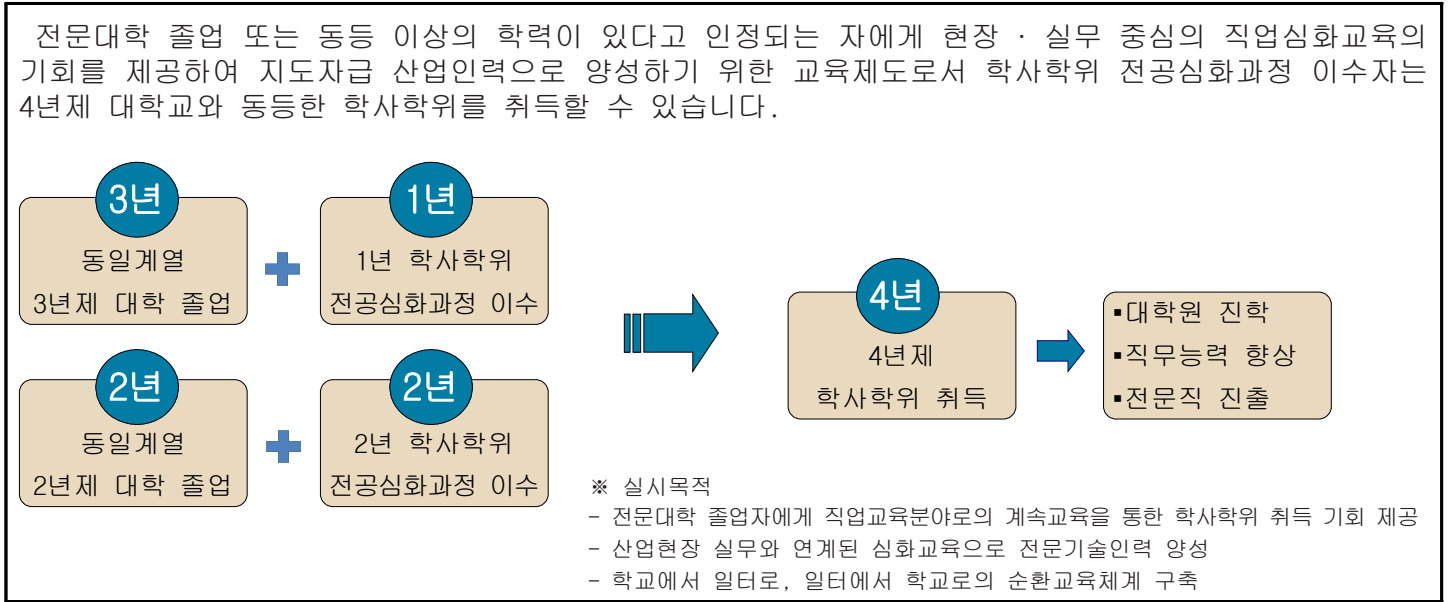 전문대학 졸업 또는 동등 이상의 학력이 있다고 인정되는 자에게 현장 · 실무 중심의 직업심화교육의
기회를 제공하여 지도자급 산업인력으로 양성하기 위한 교육제도로서 학사학위 전공심화과정 이수자는
4년제 대학교와 동등한 학사학위를 취득할 수 있습니다.
3년
동일계열
3년제 대학 졸업
1년
1년 학사학위
전공심화과정 이수
2년
동일계열
2년제 대학 졸업
2년
2년 학사학위
전공심화과정 이수
4년
4년제
학사학위 취득
▪대학원 진학
▪직무능력 향상
▪전문직 진출
※ 실시목적
- 전문대학 졸업자에게 직업교육분야로의 계속교육을 통한 학사학위 취득 기회 제공
- 산업현장 실무와 연계된 심화교육으로 전문기술인력 양성
- 학교에서 일터로, 일터에서 학교로의 순환교육체계 구축